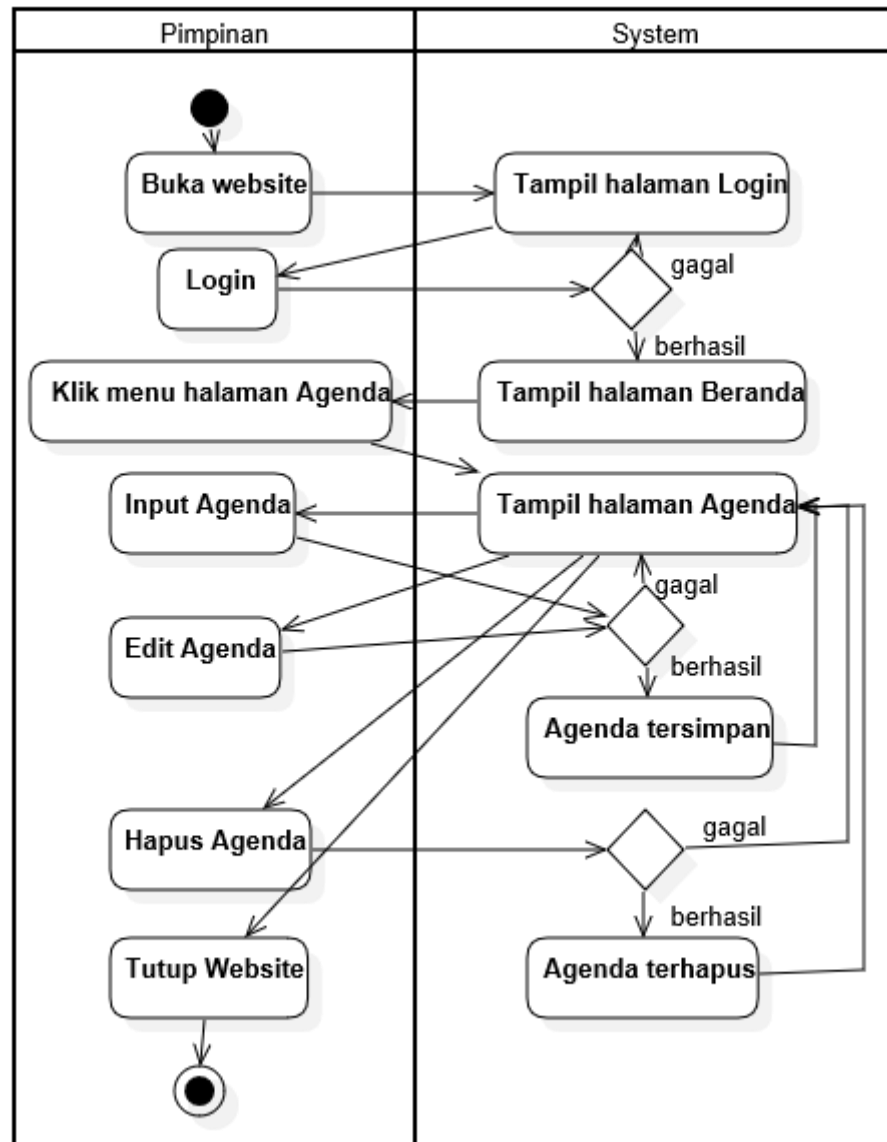 Pimpinan
System
Buka website
Tampil halaman Login
Login
gagal
berhasil
Klik menu halaman Agenda
Tampil halaman Beranda
Input Agenda
Tampil halaman Agenda
gagal
Edit Agenda
berhasil
Agenda tersimpan
Hapus Agenda
gagal
berhasil
Tutup Website
Agenda terhapus